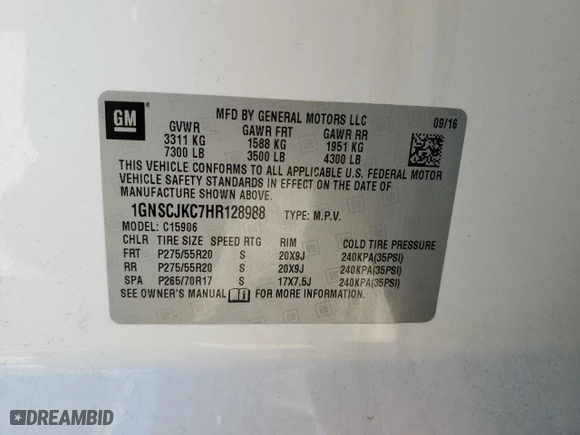 GM
MFD BY GENERAL MOTORS LLC
09/16
GVWR GAWR FRT GAWR RR
3311 KG 1588 KG 1951 KG
7300 LB 3500 LB 4300 LB
THIS VEHICLE CONFORMS TO ALL APPLICABLE U.S. FEDERAL MOTOR
VEHICLE SAFETY STANDARDS IN EFFECT ON THE DATE OF
MANUFACTURE SHOWN ABOVE.
1GNSCJKC7HR128988 TYPE: M.P.V.
MODEL: C15906
CHLR TIRE SIZE SPEED RTG RIM COLD TIRE PRESSURE
FRT P275/55R20 S 20X9J 240KPA(35PSI)
RR P275/55R20 S 20X9J 240KPA(35PSI)
SPA P265/70R17 S 17X7.5J 240KPA(35PSI)
SEE OWNER'S MANUAL FOR MORE INFORMATION.
DREAMBID